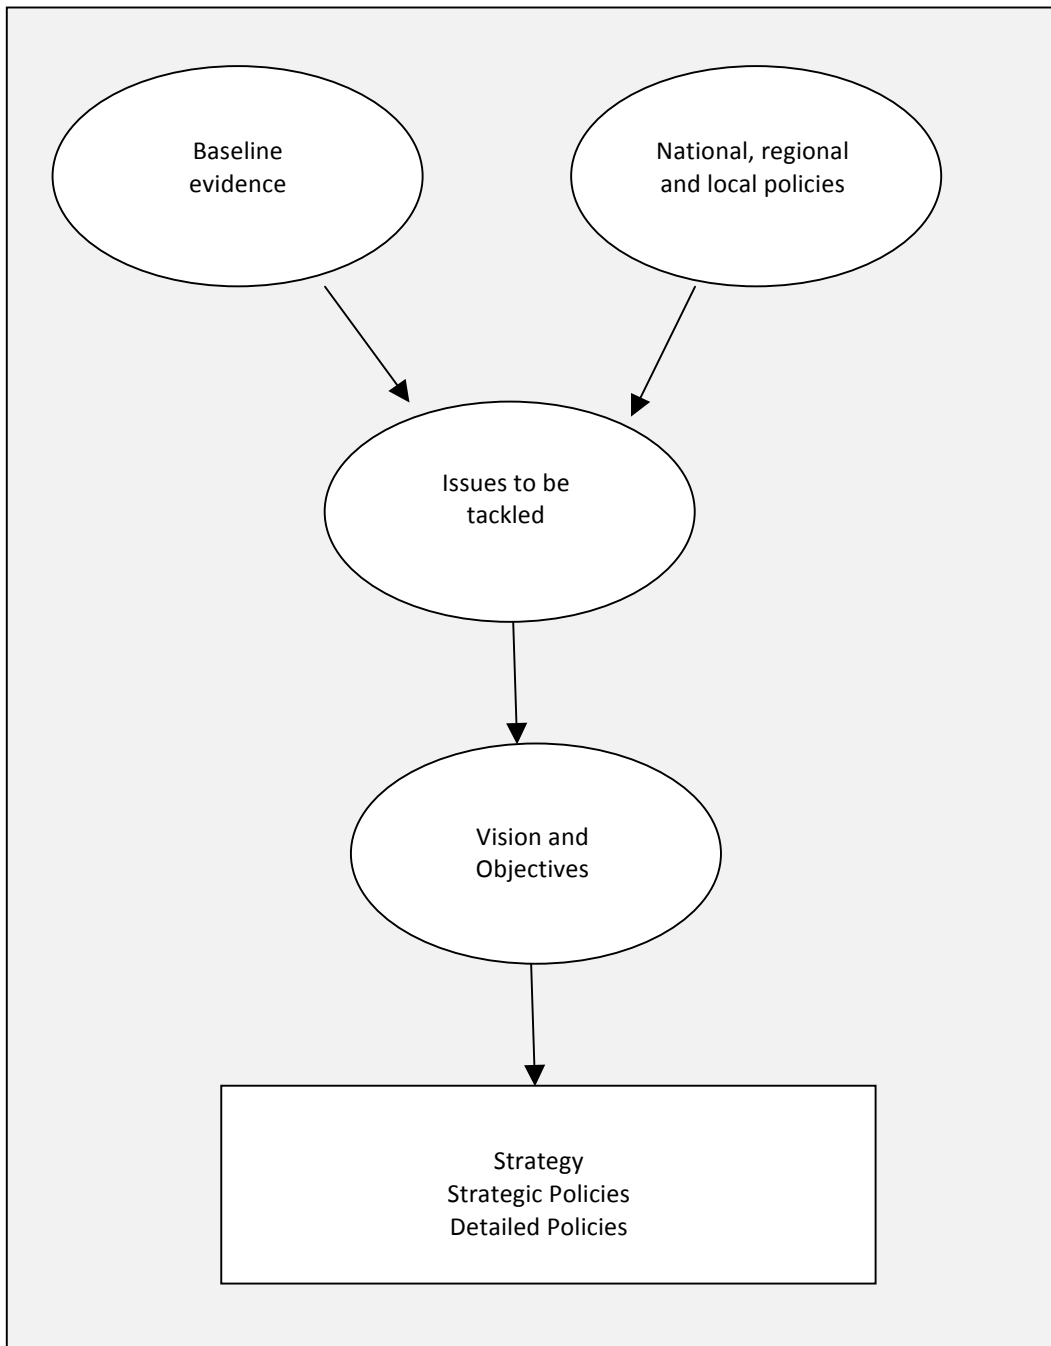 Baseline
evidence
National, regional
and local policies
Issues to be
tackled
Vision and
Objectives
Strategy
Strategic Policies
Detailed Policies